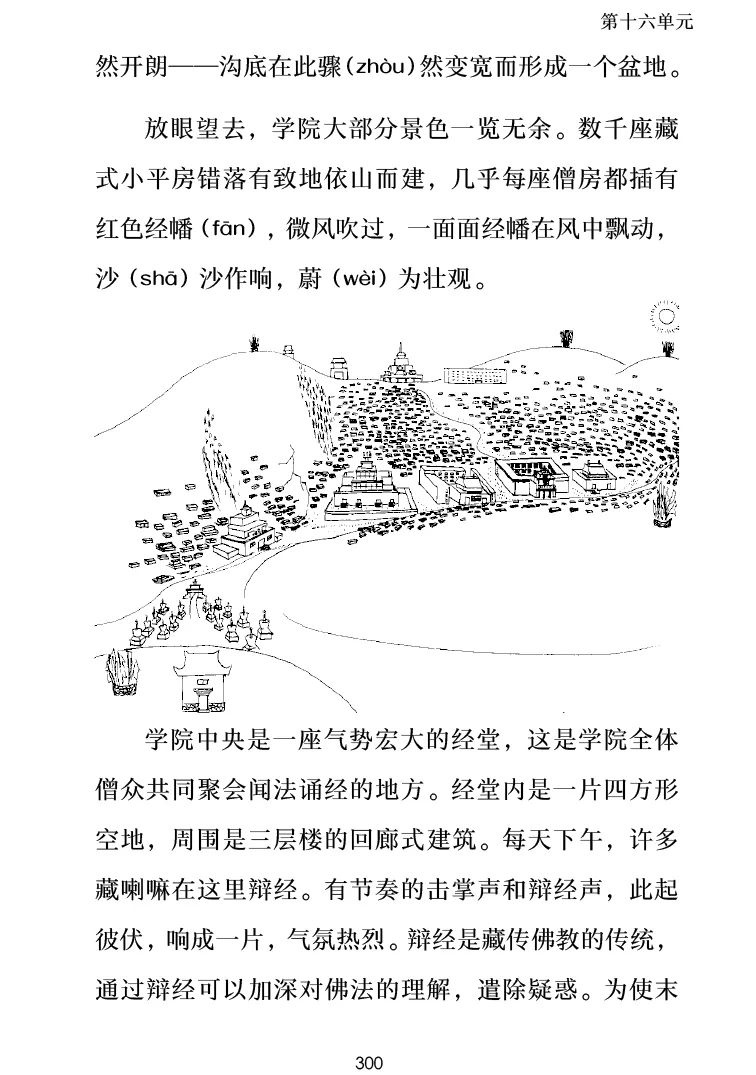 第十六单元
然开朗——沟底在此骤(zhòu)然变宽而形成一个盆地。
放眼望去，学院大部分景色一览无余。数千座藏
式小平房错落有致地依山而建，几乎每座僧房都插有
红色经幡（fān），微风吹过，一面面经幡在风中飘动，
沙（shā）沙作响，蔚（wèi）为壮观。
学院中央是一座气势宏大的经堂，这是学院全体
僧众共同聚会闻法诵经的地方。经堂内是一片四方形
空地，周围是三层楼的回廊式建筑。每天下午，许多
藏喇嘛在这里辩经。有节奏的击掌声和辩经声，此起
彼伏，响成一片，气氛热烈。辩经是藏传佛教的传统，
通过辩经可以加深对佛法的理解，遣除疑惑。为使末
300